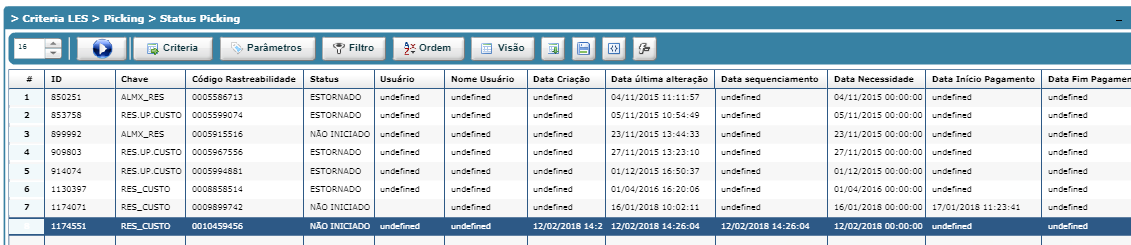 > Criteria LES > Picking > Status Picking
16 Criteria Parâmetros Filtro Ordem Visão
# ID Chave Código Rastreabilidade Status Usuário Nome Usuário Data Criação Data última alteração Data sequenciamento Data Necessidade Data Início Pagamento Data Fim Pagamen
1 850251 ALMX_RES 0005586713 ESTORNADO undefined undefined undefined 04/11/2015 11:11:57 undefined 04/11/2015 00:00:00 undefined undefined
2 853758 RES.UP.CUSTO 0005599074 ESTORNADO undefined undefined undefined 05/11/2015 10:54:49 undefined 05/11/2015 00:00:00 undefined undefined
3 899992 ALMX_RES 0005915516 NÃO INICIADO undefined undefined undefined 23/11/2015 13:44:33 undefined 23/11/2015 00:00:00 undefined undefined
4 909803 RES.UP.CUSTO 0005967556 ESTORNADO undefined undefined undefined 27/11/2015 13:23:10 undefined 27/11/2015 00:00:00 undefined undefined
5 914074 RES.UP.CUSTO 0005994881 ESTORNADO undefined undefined undefined 01/12/2015 16:50:37 undefined 01/12/2015 00:00:00 undefined undefined
6 1130397 RES_CUSTO 0008858514 ESTORNADO undefined undefined undefined 01/04/2016 16:20:06 undefined 01/04/2016 00:00:00 undefined undefined
7 1174071 RES_CUSTO 0009899742 NÃO INICIADO undefined undefined 16/01/2018 10:02:11 undefined 16/01/2018 00:00:00 17/01/2018 11:23:41 undefined
1174551 RES_CUSTO 0010459456 NÃO INICIADO undefined undefined 12/02/2018 14:2 12/02/2018 14:26:04 12/02/2018 14:26:04 12/02/2018 00:00:00 undefined undefined